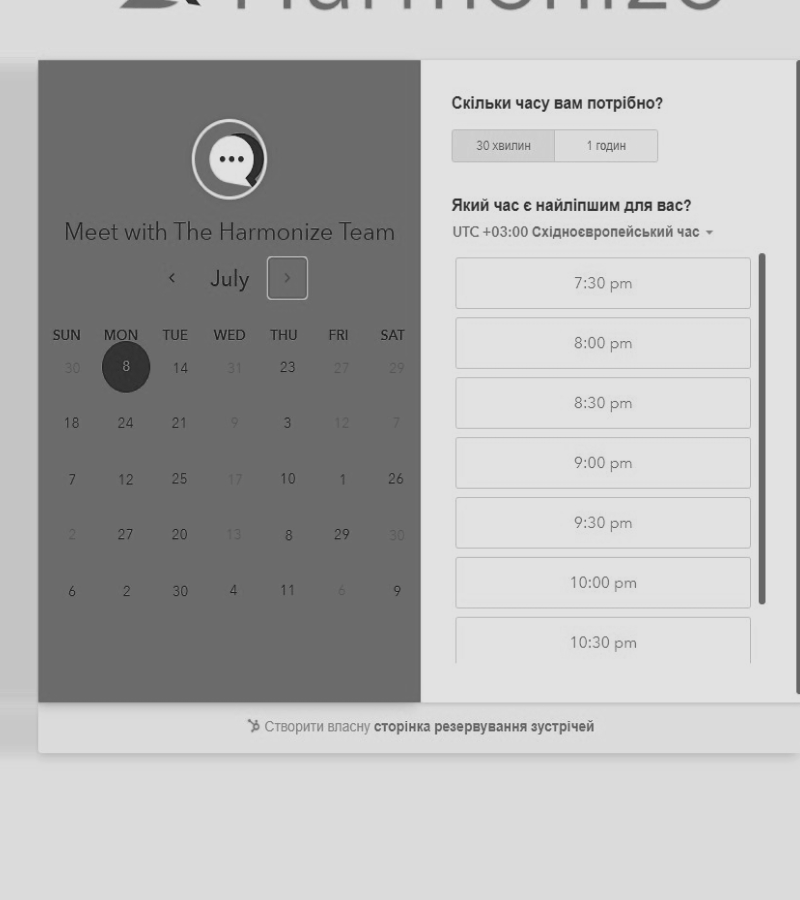 Harmonize
Meet with The Harmonize Team
July
SUN MON TUE WED THU FRI SAT
30 8 14 31 23 27 29
18 24 21 9 3 12 7
7 12 25 17 10 1 26
2 27 20 13 8 29 30
6 2 30 4 11 6 9
Скільки часу вам потрібно?
30 хвилин 1 годин
Який час є найліпшим для вас?
UTC +03:00 Східноєвропейський час
7:30 pm
8:00 pm
8:30 pm
9:00 pm
9:30 pm
10:00 pm
10:30 pm
Створити власну сторінка резервування зустрічей